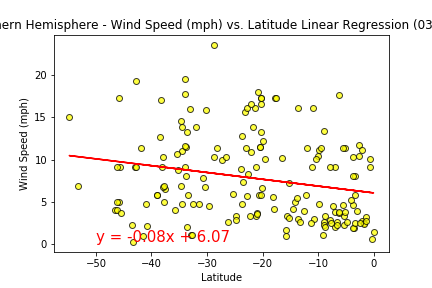 ern Hemisphere - Wind Speed (mph) vs. Latitude Linear Regression (03
20
15
10
5
0
Wind Speed (mph)
y = -0.08x + 6.07
−50
−40
−30
−20
−10
0
Latitude